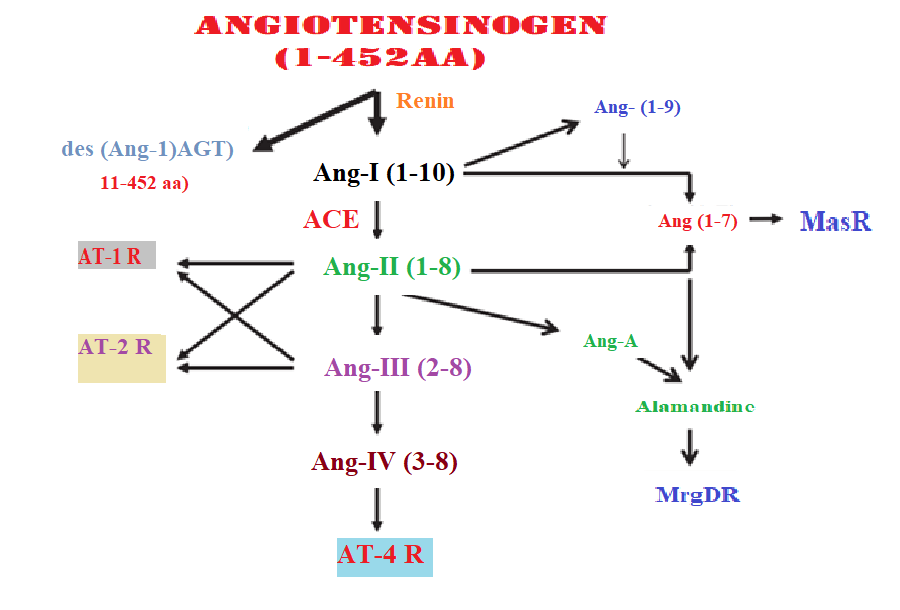 ANGIOTENSINOGEN
(1-452AA)
Renin
Ang- (1-9)
des (Ang-1)AGT)
11-452 aa)
Ang-I (1-10)
ACE
Ang (1-7)
MasR
AT-1 R
Ang-II (1-8)
AT-2 R
Ang-A
Ang-III (2-8)
Alamandine
Ang-IV (3-8)
MrgDR
AT-4 R